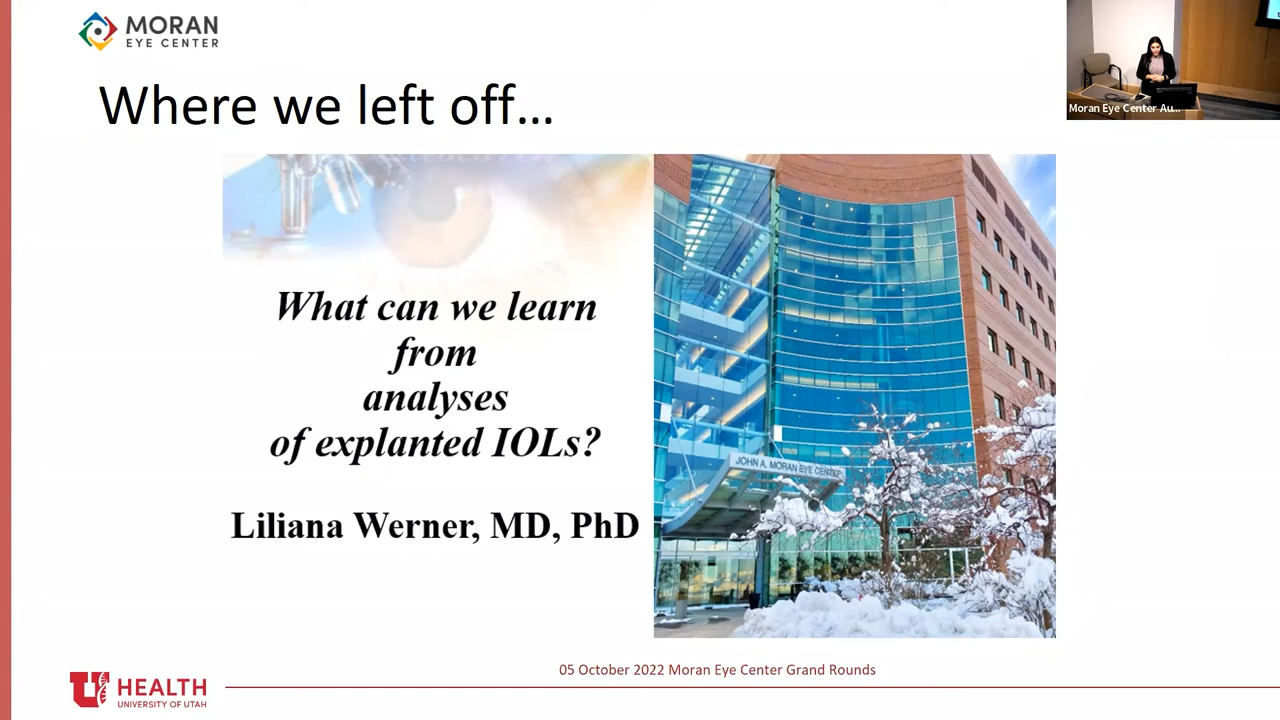 MORAN
EYE CENTER
Moran Eye Center Au...
Where we left off...
What can we learn
from
analyses
of explanted IOLs?
Liliana Werner, MD, PhD
JOHN A. MORAN EYE CENTER
05 October 2022 Moran Eye Center Grand Rounds
U
HEALTH
UNIVERSITY OF UTAH